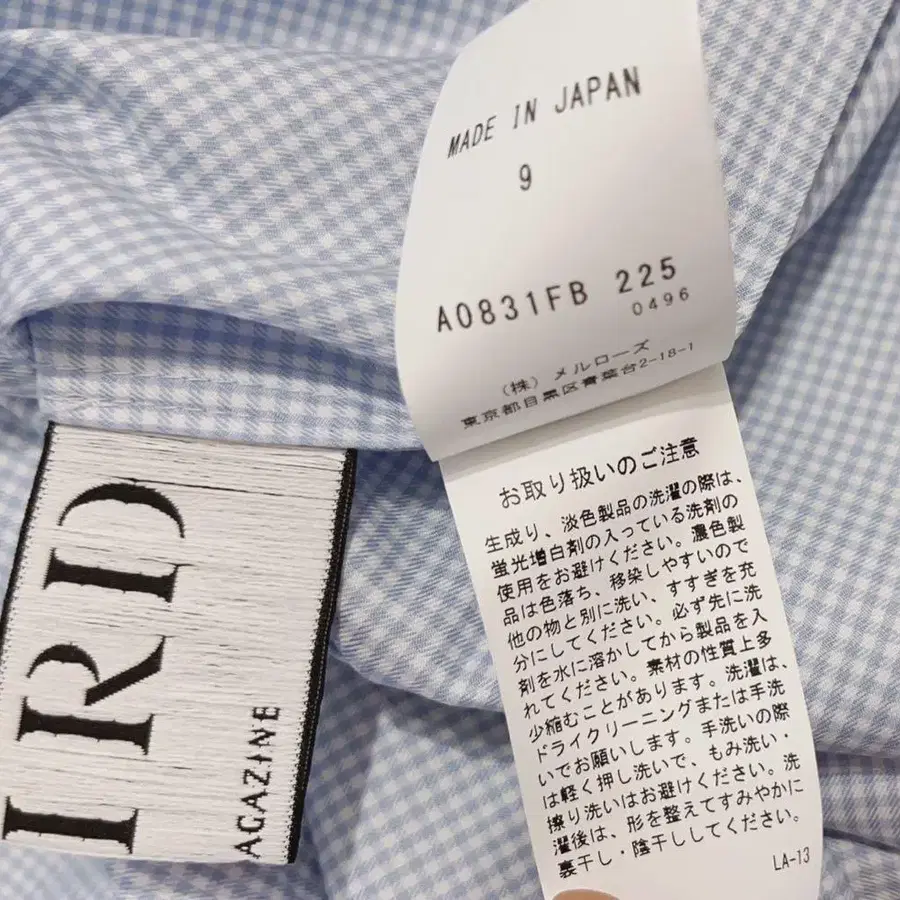 MADE IN JAPAN
9
A0831FB 225
0496
(株) メルローズ
東京都目黒区青葉台2-18-1
お取り扱いのご注意
生成り、淡色製品の洗濯の際は、
蛍光増白剤の入っている洗剤の
使用をお避けください。濃色製
品は色落ち、移染しやすいので
他の物と別に洗い、すすぎを充
分にしてください。必ず先に洗
剤を水に溶かしてから製品を入
れてください。素材の性質上多
少縮むことがあります。洗濯は、
ドライクリーニングまたは手洗
いでお願いします。手洗いの際
は軽く押し洗いで、もみ洗い・
擦り洗いはお避けください。洗
濯後は、形を整えてすみやかに
裏干し・陰干ししてください。
LA-13
IRD
AGAZINE